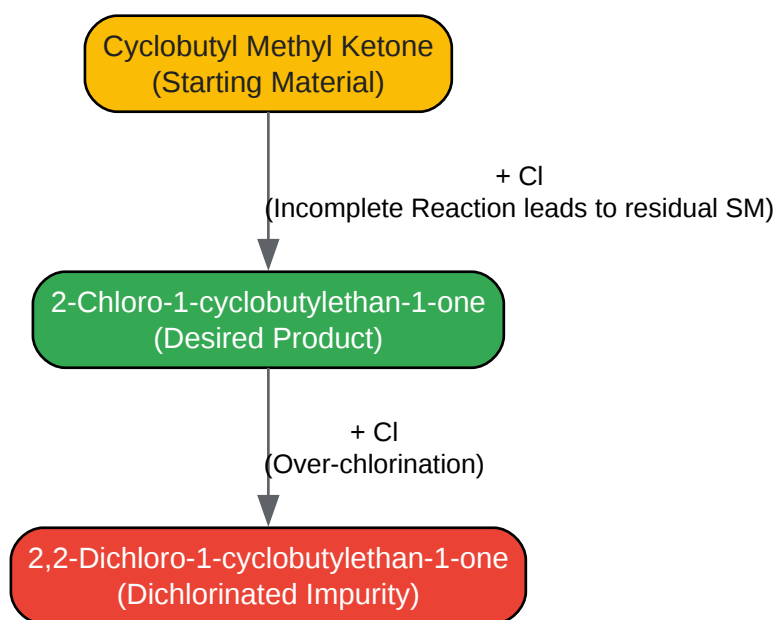 Cyclobutyl Methyl Ketone
(Starting Material)
+ Cl
(Incomplete Reaction leads to residual SM)
2-Chloro-1-cyclobutylethan-1-one
(Desired Product)
+ Cl
(Over-chlorination)
2,2-Dichloro-1-cyclobutylethan-1-one
(Dichlorinated Impurity)